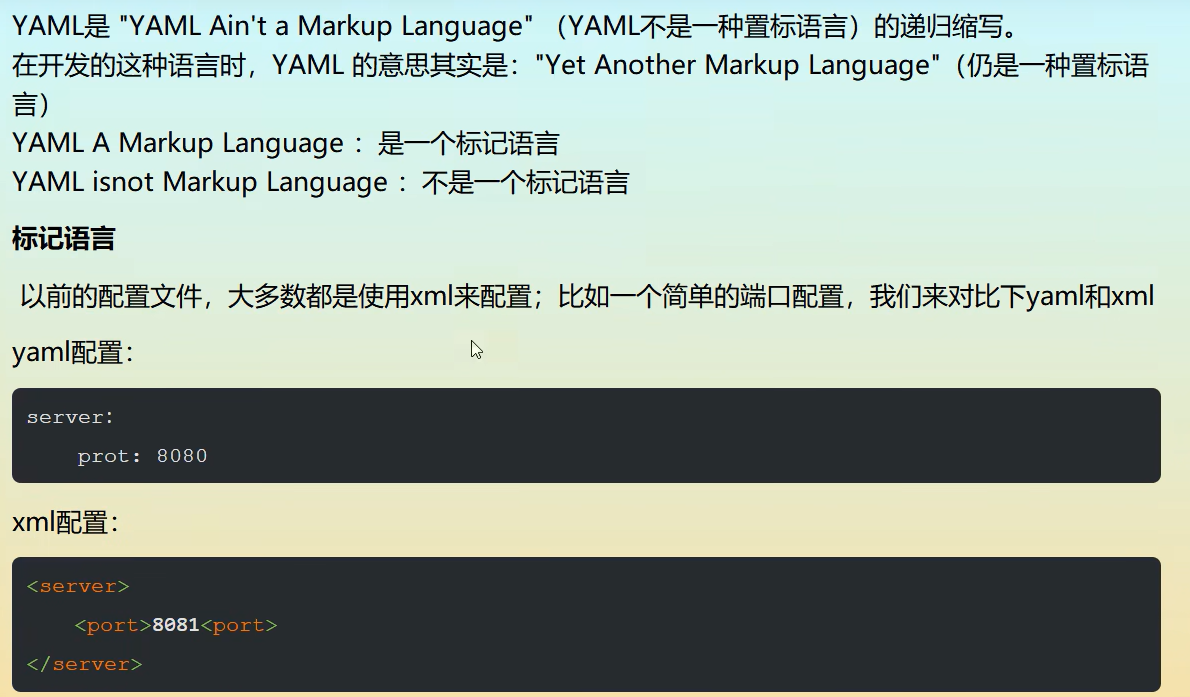 YAML是 "YAML Ain't a Markup Language" （YAML不是一种置标语言）的递归缩写。
在开发的这种语言时，YAML 的意思其实是："Yet Another Markup Language"（仍是一种置标语
言）
YAML A Markup Language ：是一个标记语言
YAML isnot Markup Language ：不是一个标记语言
标记语言
以前的配置文件，大多数都是使用xml来配置；比如一个简单的端口配置，我们来对比下yaml和xml
yaml配置：
server:
    prot: 8080
xml配置：
<server>
    <port>8081<port>
</server>